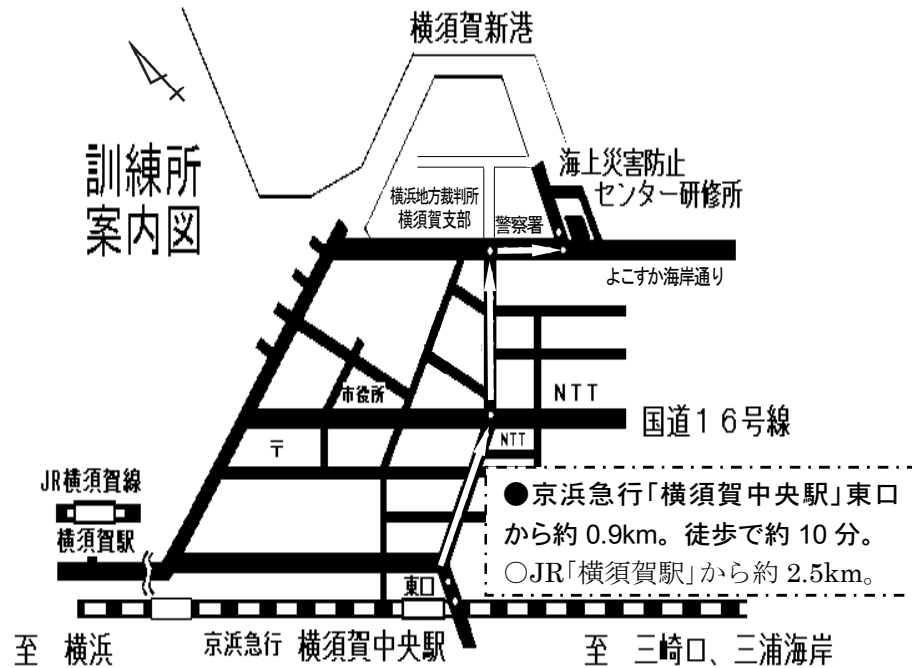 横須賀新港
訓練所
案内図
海上災害防止
センター研修所
横浜地方裁判所
横須賀支部
警察署
よこすか海岸通り
市役所
NTT
国道16号線
〒
NTT
JR横須賀線
横須賀駅
●京浜急行「横須賀中央駅」東口
から約 0.9km。徒歩で約 10 分。
○JR「横須賀駅」から約 2.5km。
東口
至 横浜
京浜急行 横須賀中央駅
至 三崎口、三浦海岸